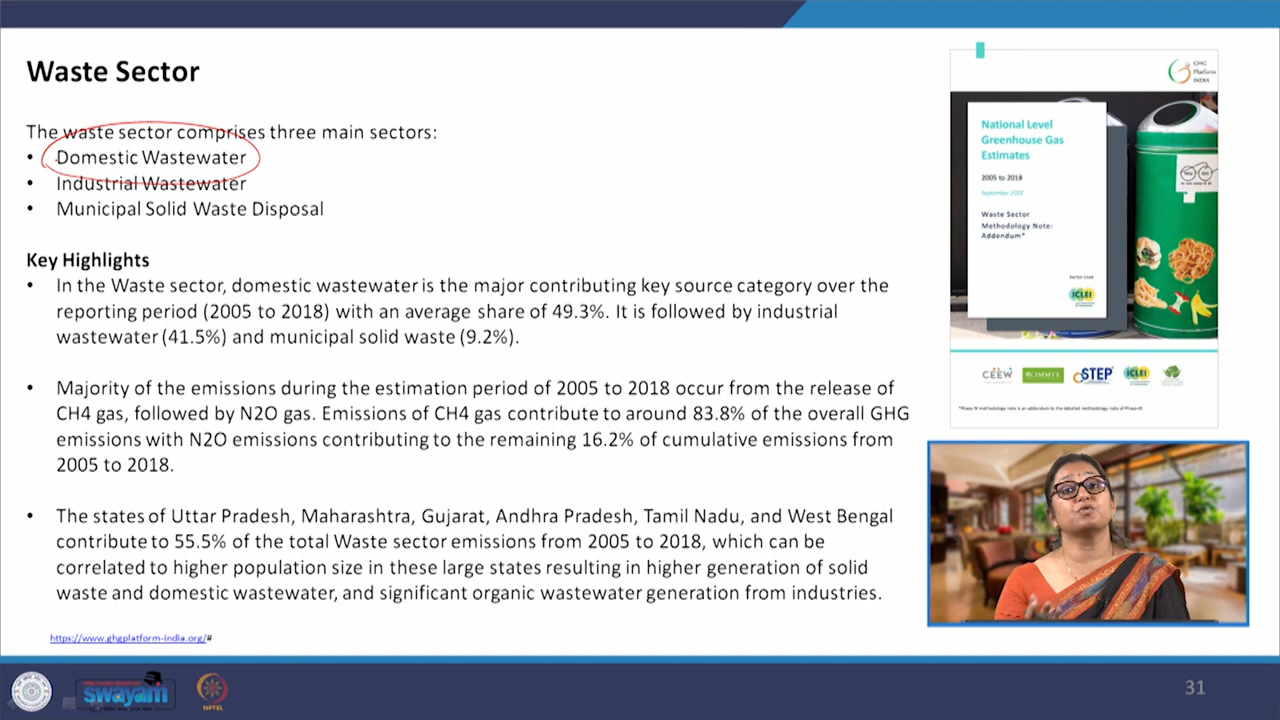 Waste Sector
The waste sector comprises three main sectors:
• Domestic Wastewater
• Industrial Wastewater
• Municipal Solid Waste Disposal
Key Highlights
• In the Waste sector, domestic wastewater is the major contributing key source category over the
reporting period (2005 to 2018) with an average share of 49.3%. It is followed by industrial
wastewater (41.5%) and municipal solid waste (9.2%).
• Majority of the emissions during the estimation period of 2005 to 2018 occur from the release of
CH4 gas, followed by N2O gas. Emissions of CH4 gas contribute to around 83.8% of the overall GHG
emissions with N2O emissions contributing to the remaining 16.2% of cumulative emissions from
2005 to 2018.
• The states of Uttar Pradesh, Maharashtra, Gujarat, Andhra Pradesh, Tamil Nadu, and West Bengal
contribute to 55.5% of the total Waste sector emissions from 2005 to 2018, which can be
correlated to higher population size in these large states resulting in higher generation of solid
waste and domestic wastewater, and significant organic wastewater generation from industries.
https://www.ghgplatform-india.org/#
GHG
Platform
INDIA
National Level
Greenhouse Gas
Estimates
2005 to 2018
Waste Sector
Methodology Note:
Addendum*
Sector Lead
ICLEI
CEEW
CIMMYT
CSTEP
ICLEI
swayam
NPTEL
31